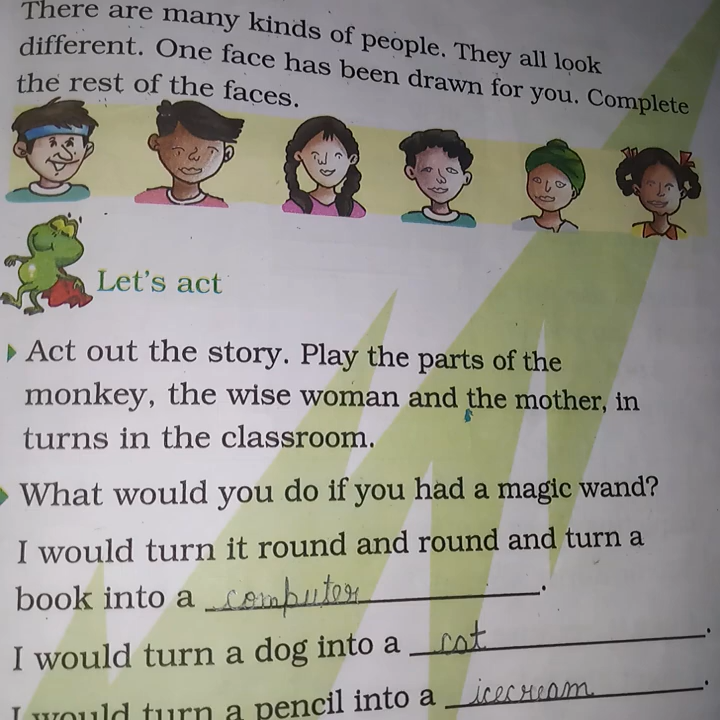 There are many kinds of people. They all look
different. One face has been drawn for you. Complete
the rest of the faces.
Let's act
Act out the story. Play the parts of the
monkey, the wise woman and the mother, in
turns in the classroom.
What would you do if you had a magic wand?
I would turn it round and round and turn a
book into a computer.
I would turn a dog into a cat.
I would turn a pencil into a icecream.